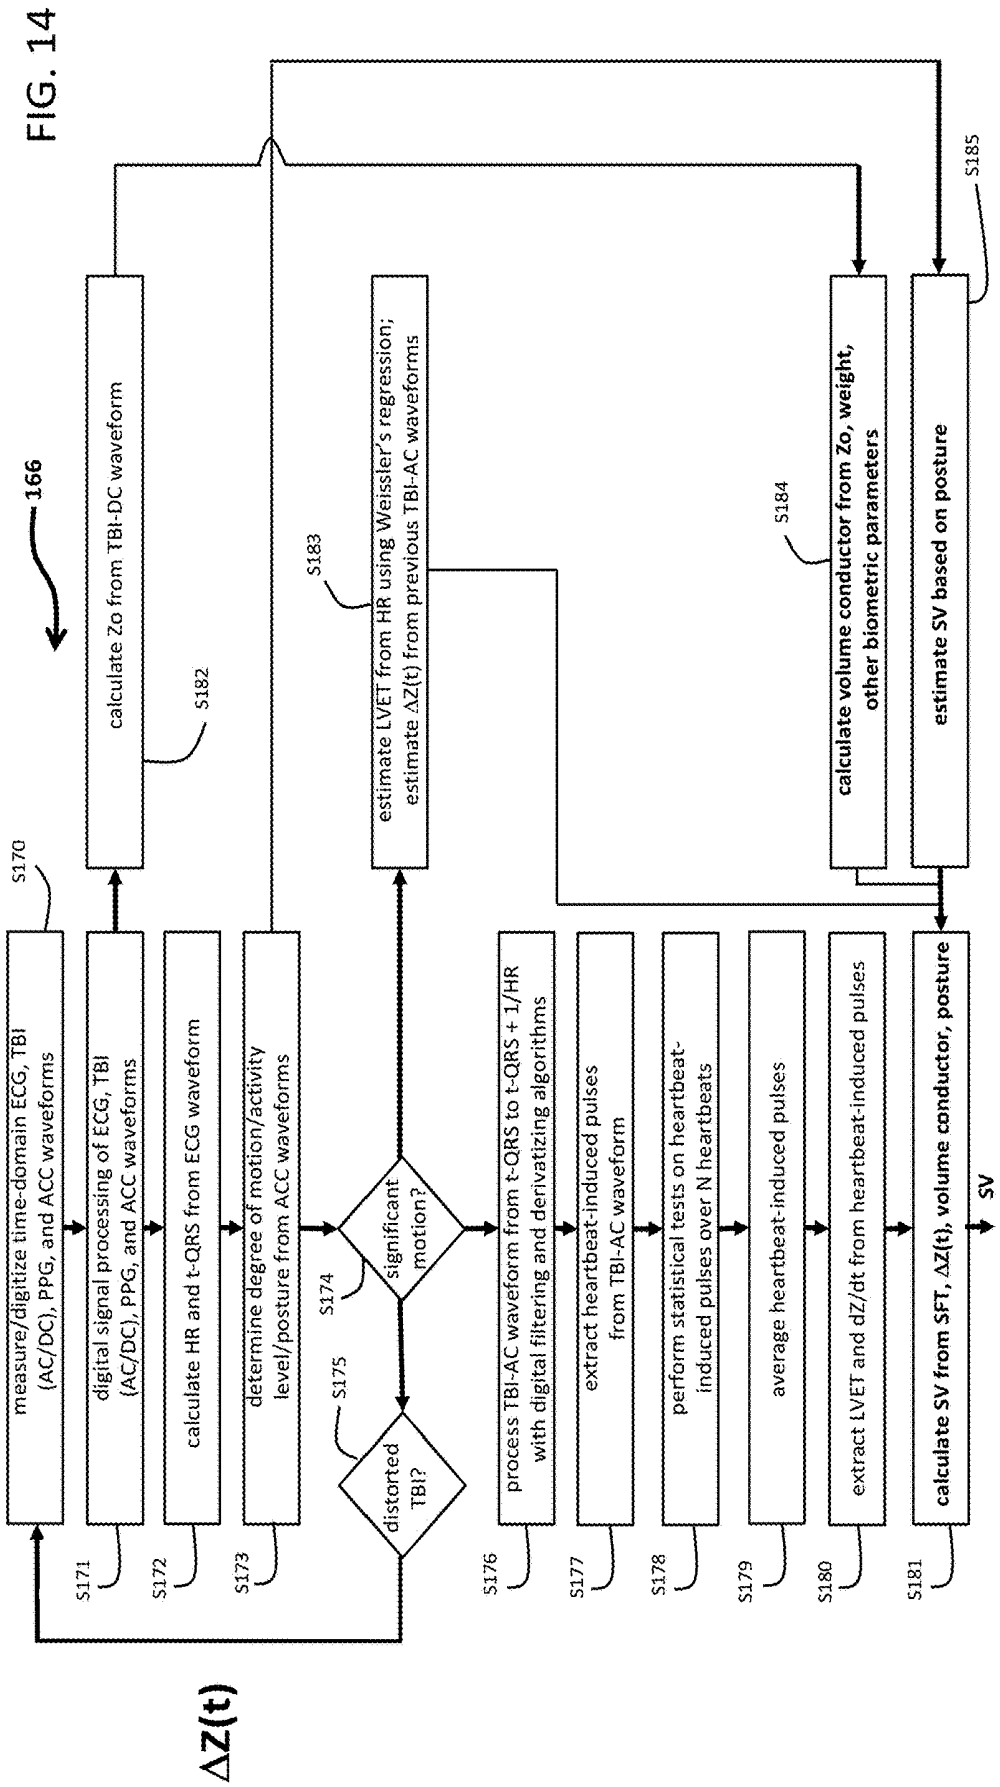 FIG. 14
166
ΔZ(t)
S170
measure/digitize time-domain ECG, TBI
(AC/DC), PPG, and ACC waveforms
S171
digital signal processing of ECG, TBI
(AC/DC), PPG, and ACC waveforms
S172
calculate HR and t-QRS from ECG waveform
S173
determine degree of motion/activity
level/posture from ACC waveforms
S174
significant
motion?
S175
distorted
TBI?
S176
process TBI-AC waveform from t-QRS to t-QRS + 1/HR
with digital filtering and derivatizing algorithms
S177
extract heartbeat-induced pulses
from TBI-AC waveform
S178
perform statistical tests on heartbeat-
induced pulses over N heartbeats
S179
average heartbeat-induced pulses
S180
extract LVET and dZ/dt from heartbeat-induced pulses
S181
calculate SV from SFT, ΔZ(t), volume conductor, posture
SV
S182
calculate Zo from TBI-DC waveform
S183
estimate LVET from HR using Weissler's regression;
estimate ΔZ(t) from previous TBI-AC waveforms
S184
calculate volume conductor from Zo, weight,
other biometric parameters
S185
estimate SV based on posture